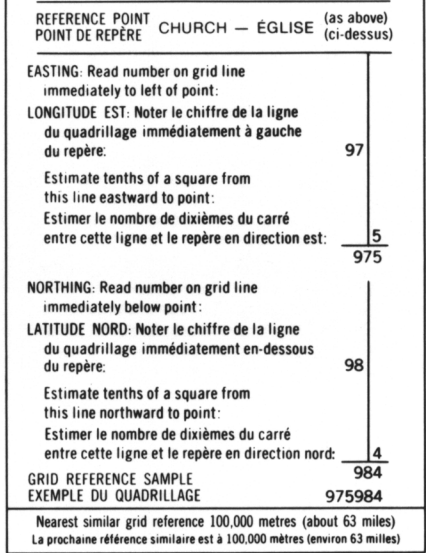 REFERENCE POINT CHURCH — ÉGLISE (as above)
POINT DE REPÈRE (ci-dessus)
EASTING: Read number on grid line
immediately to left of point:
LONGITUDE EST: Noter le chiffre de la ligne
du quadrillage immédiatement à gauche
du repère: 97
Estimate tenths of a square from
this line eastward to point:
Estimer le nombre de dixièmes du carré
entre cette ligne et le repère en direction est: 5
975
NORTHING: Read number on grid line
immediately below point:
LATITUDE NORD: Noter le chiffre de la ligne
du quadrillage immédiatement en-dessous
du repère: 98
Estimate tenths of a square from
this line northward to point:
Estimer le nombre de dixièmes du carré
entre cette ligne et le repère en direction nord: 4
GRID REFERENCE SAMPLE 984
EXEMPLE DU QUADRILLAGE 975984
Nearest similar grid reference 100,000 metres (about 63 miles)
La prochaine référence similaire est à 100,000 mètres (environ 63 milles)